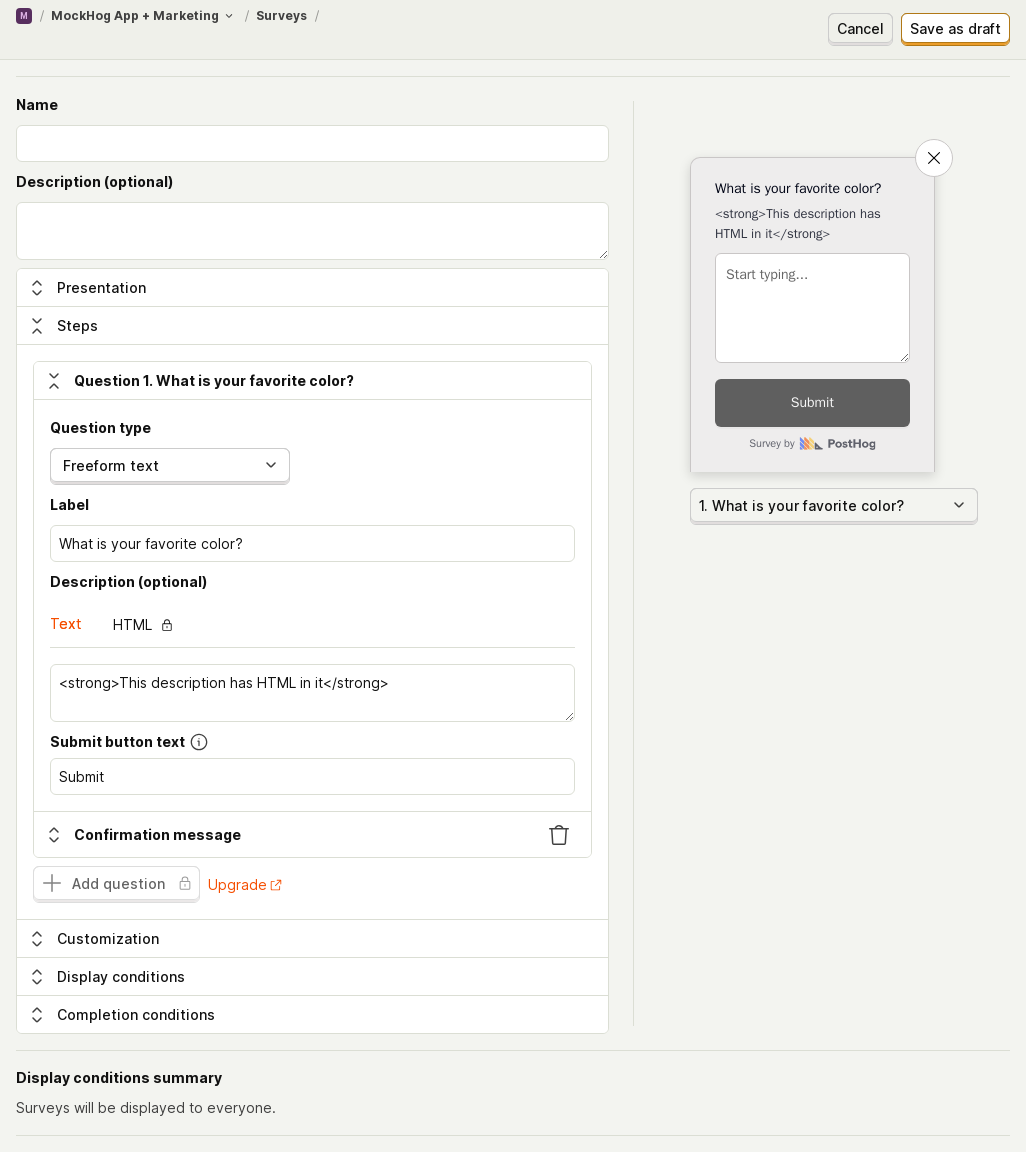 M / MockHog App + Marketing / Surveys /
Cancel
Save as draft
Name
Description (optional)
Presentation
Steps
Question 1. What is your favorite color?
Question type
Freeform text
Label
What is your favorite color?
Description (optional)
Text
HTML
<strong>This description has HTML in it</strong>
Submit button text
Submit
Confirmation message
Add question
Upgrade
Customization
Display conditions
Completion conditions
What is your favorite color?
<strong>This description has
HTML in it</strong>
Start typing...
Submit
Survey by PostHog
1. What is your favorite color?
Display conditions summary
Surveys will be displayed to everyone.